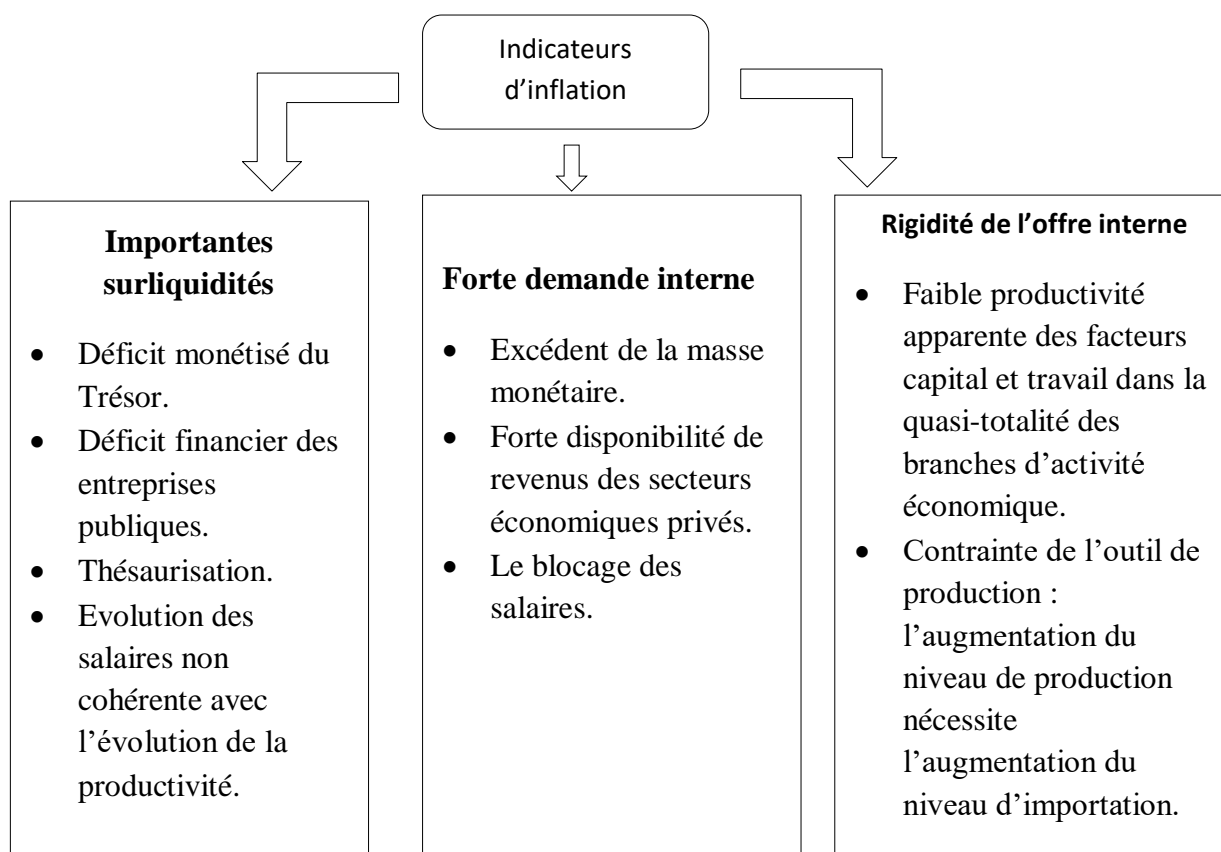 Indicateurs
d’inflation
Importantes
surliquidités
• Déficit monétisé du
Trésor.
• Déficit financier des
entreprises
publiques.
• Thésaurisation.
• Evolution des
salaires non
cohérente avec
l’évolution de la
productivité.
Forte demande interne
• Excédent de la masse
monétaire.
• Forte disponibilité de
revenus des secteurs
économiques privés.
• Le blocage des
salaires.
Rigidité de l’offre interne
• Faible productivité
apparente des facteurs
capital et travail dans la
quasi-totalité des
branches d’activité
économique.
• Contrainte de l’outil de
production :
l’augmentation du
niveau de production
nécessite
l’augmentation du
niveau d’importation.